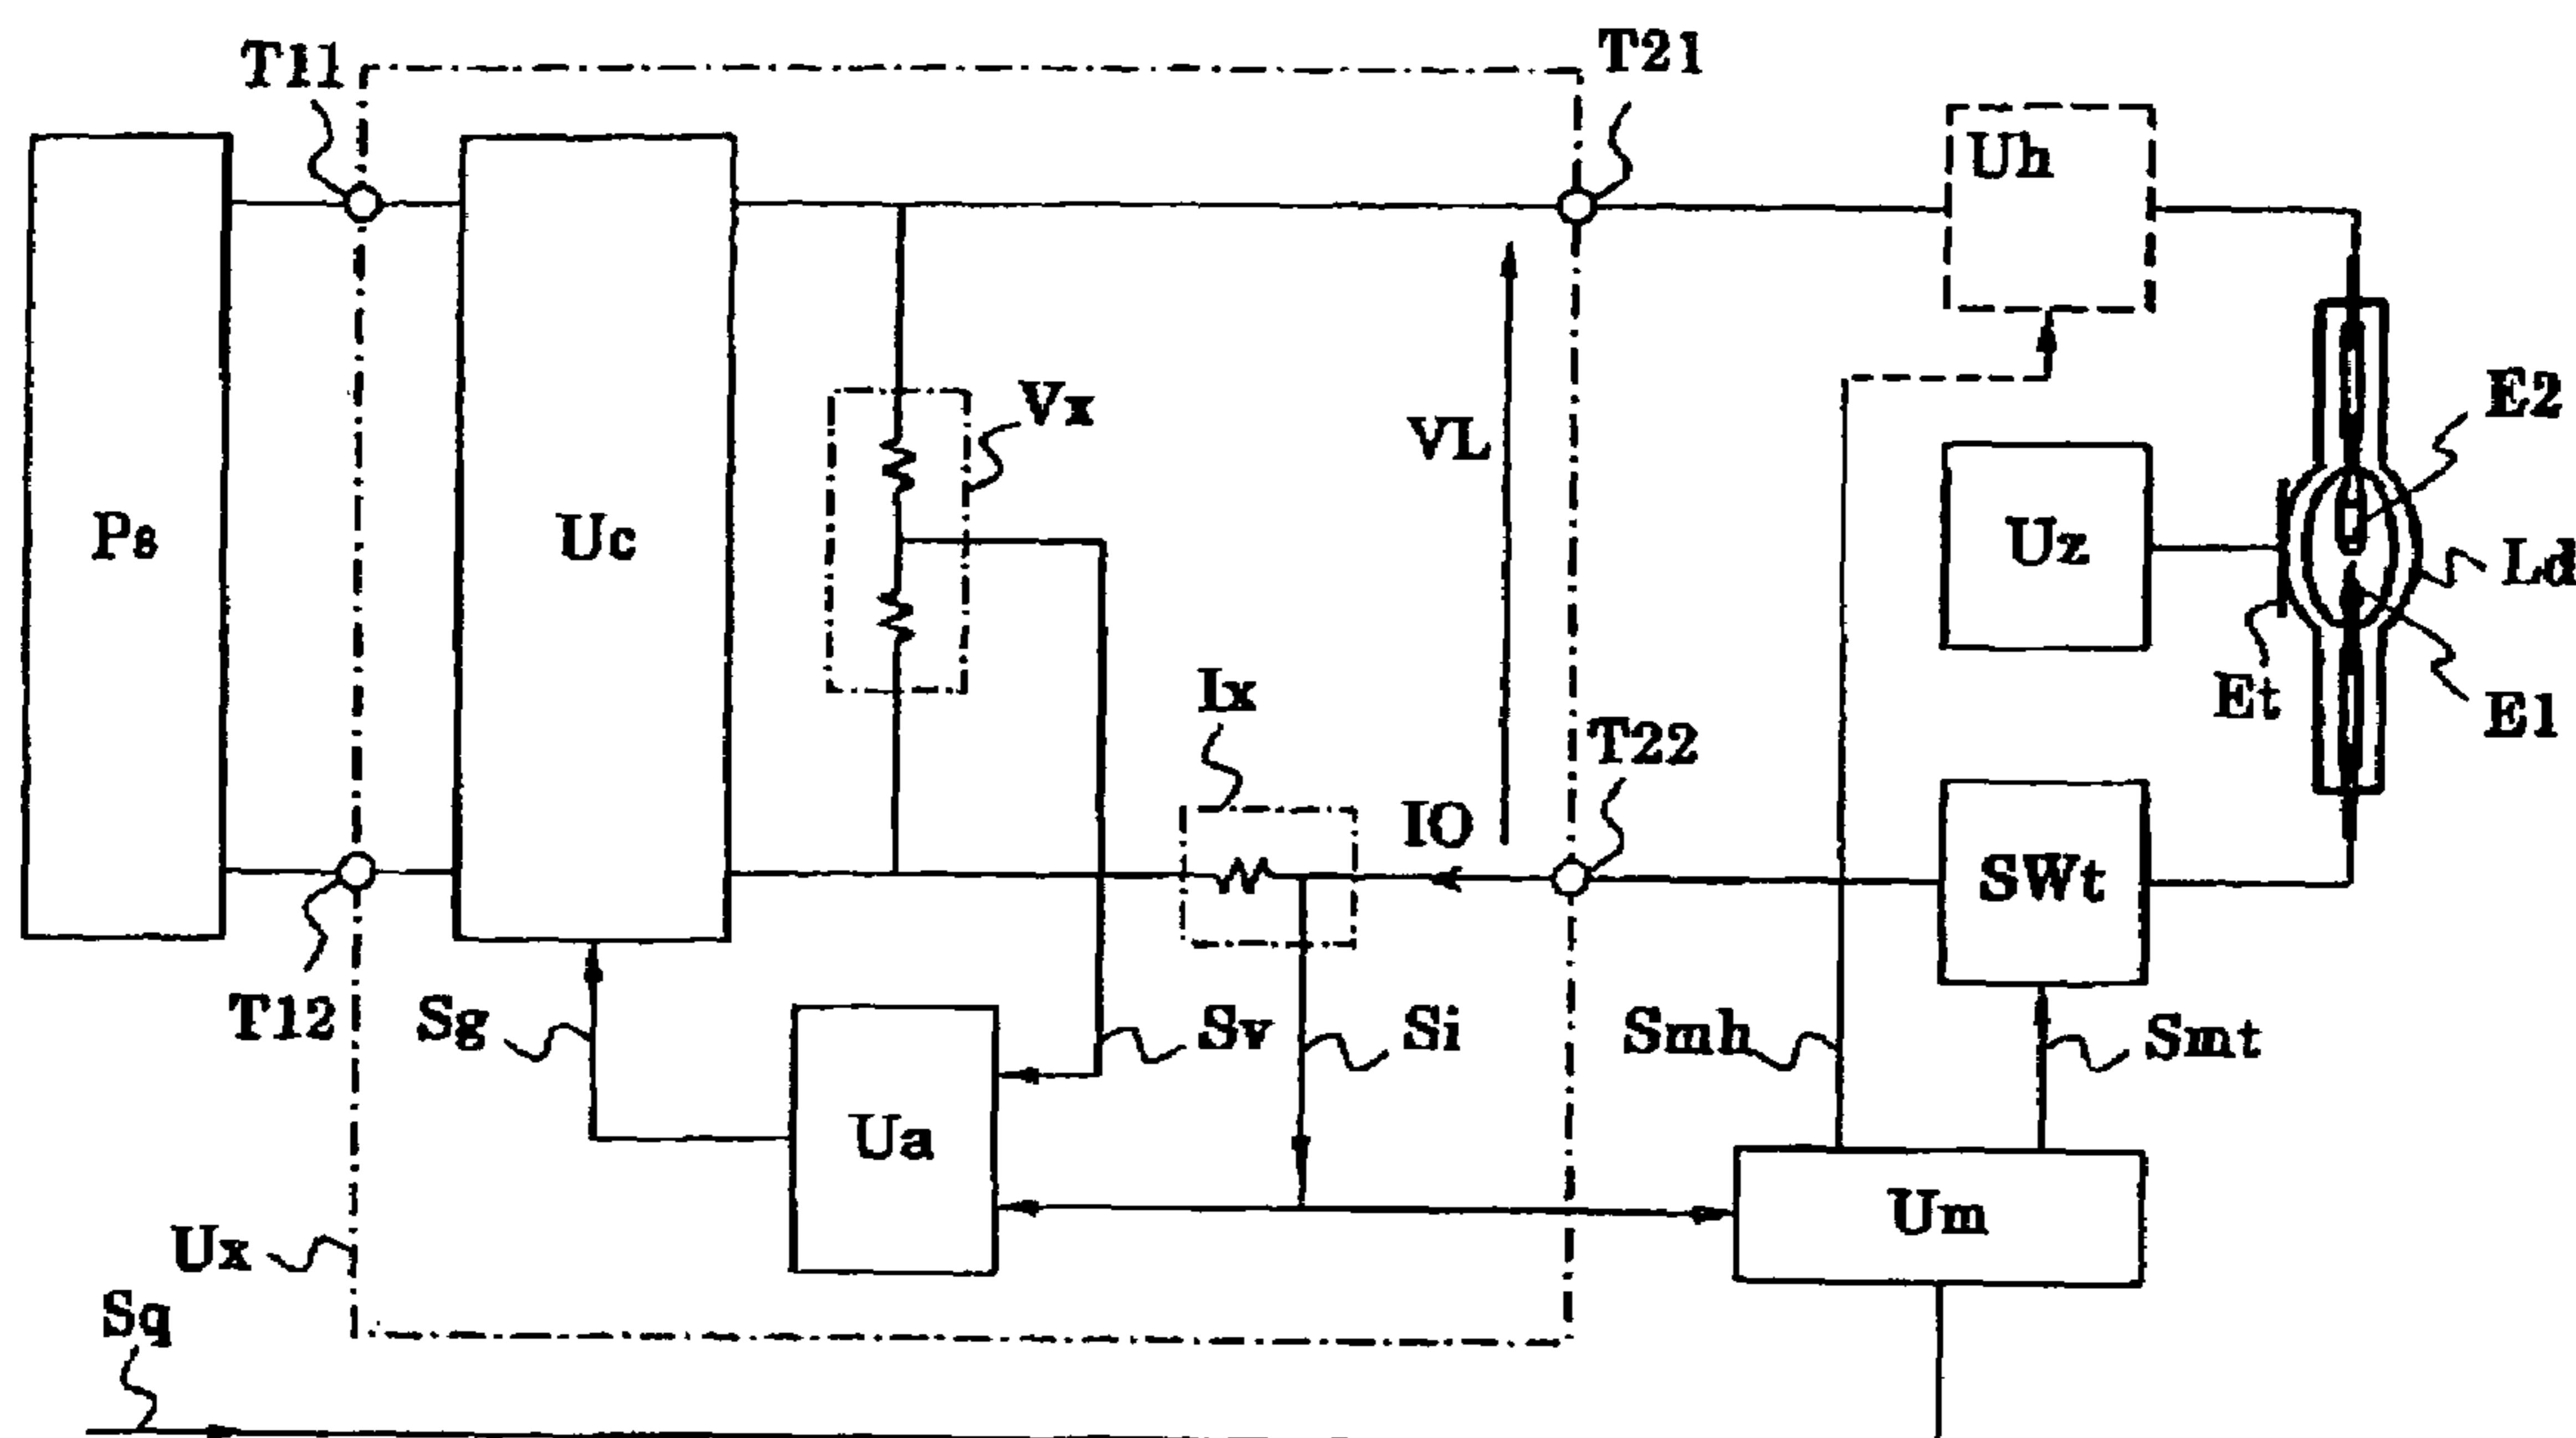 T11
T21
Uh
Ps
Uc
Vx
VL
E2
Uz
Ld
Ix
Et
E1
T22
IO
SWt
T12
Sg
Sv
Si
Smh
Smt
Ua
Um
Ux
Sq